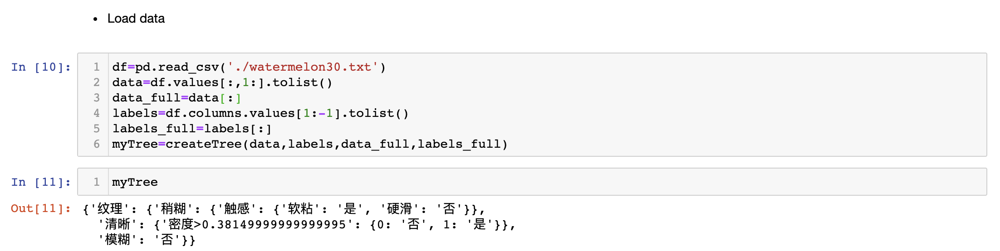 • Load data
In [10]:
1 df=pd.read_csv('./watermelon30.txt')
2 data=df.values[:,1:].tolist()
3 data_full=data[:]
4 labels=df.columns.values[1:-1].tolist()
5 labels_full=labels[:]
6 myTree=createTree(data,labels,data_full,labels_full)
In [11]:
1 myTree
Out[11]: {'纹理': {'稍糊': {'触感': {'软粘': '是', '硬滑': '否'}},
'清晰': {'密度>0.38149999999999995': {0: '否', 1: '是'}},
'模糊': '否'}}